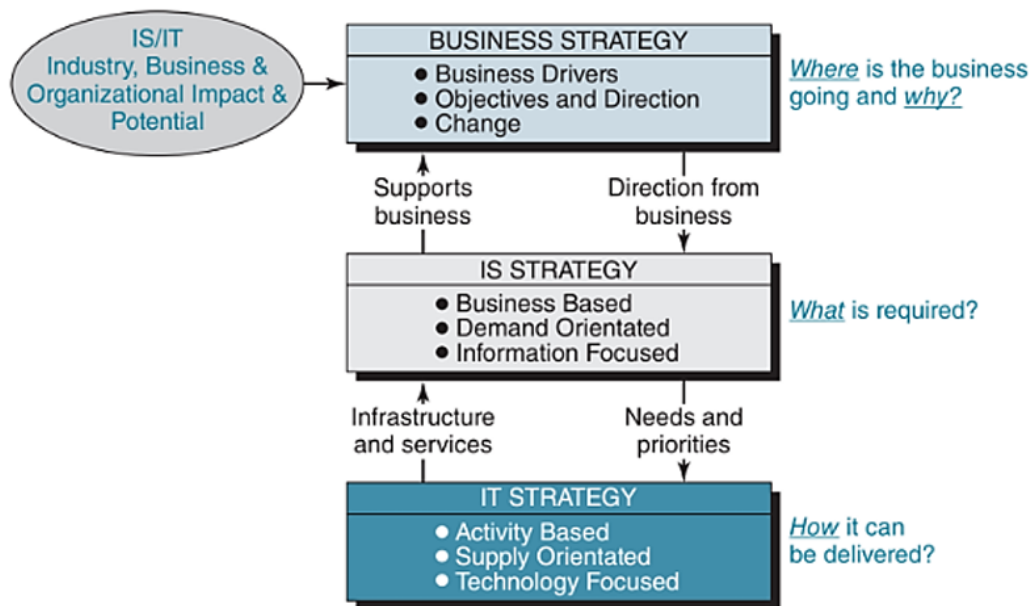 IS/IT
Industry, Business &
Organizational Impact &
Potential
BUSINESS STRATEGY
● Business Drivers
● Objectives and Direction
● Change
Where is the business
going and why?
Supports
business
Direction from
business
IS STRATEGY
● Business Based
● Demand Orientated
● Information Focused
What is required?
Infrastructure
and services
Needs and
priorities
IT STRATEGY
● Activity Based
● Supply Orientated
● Technology Focused
How it can
be delivered?